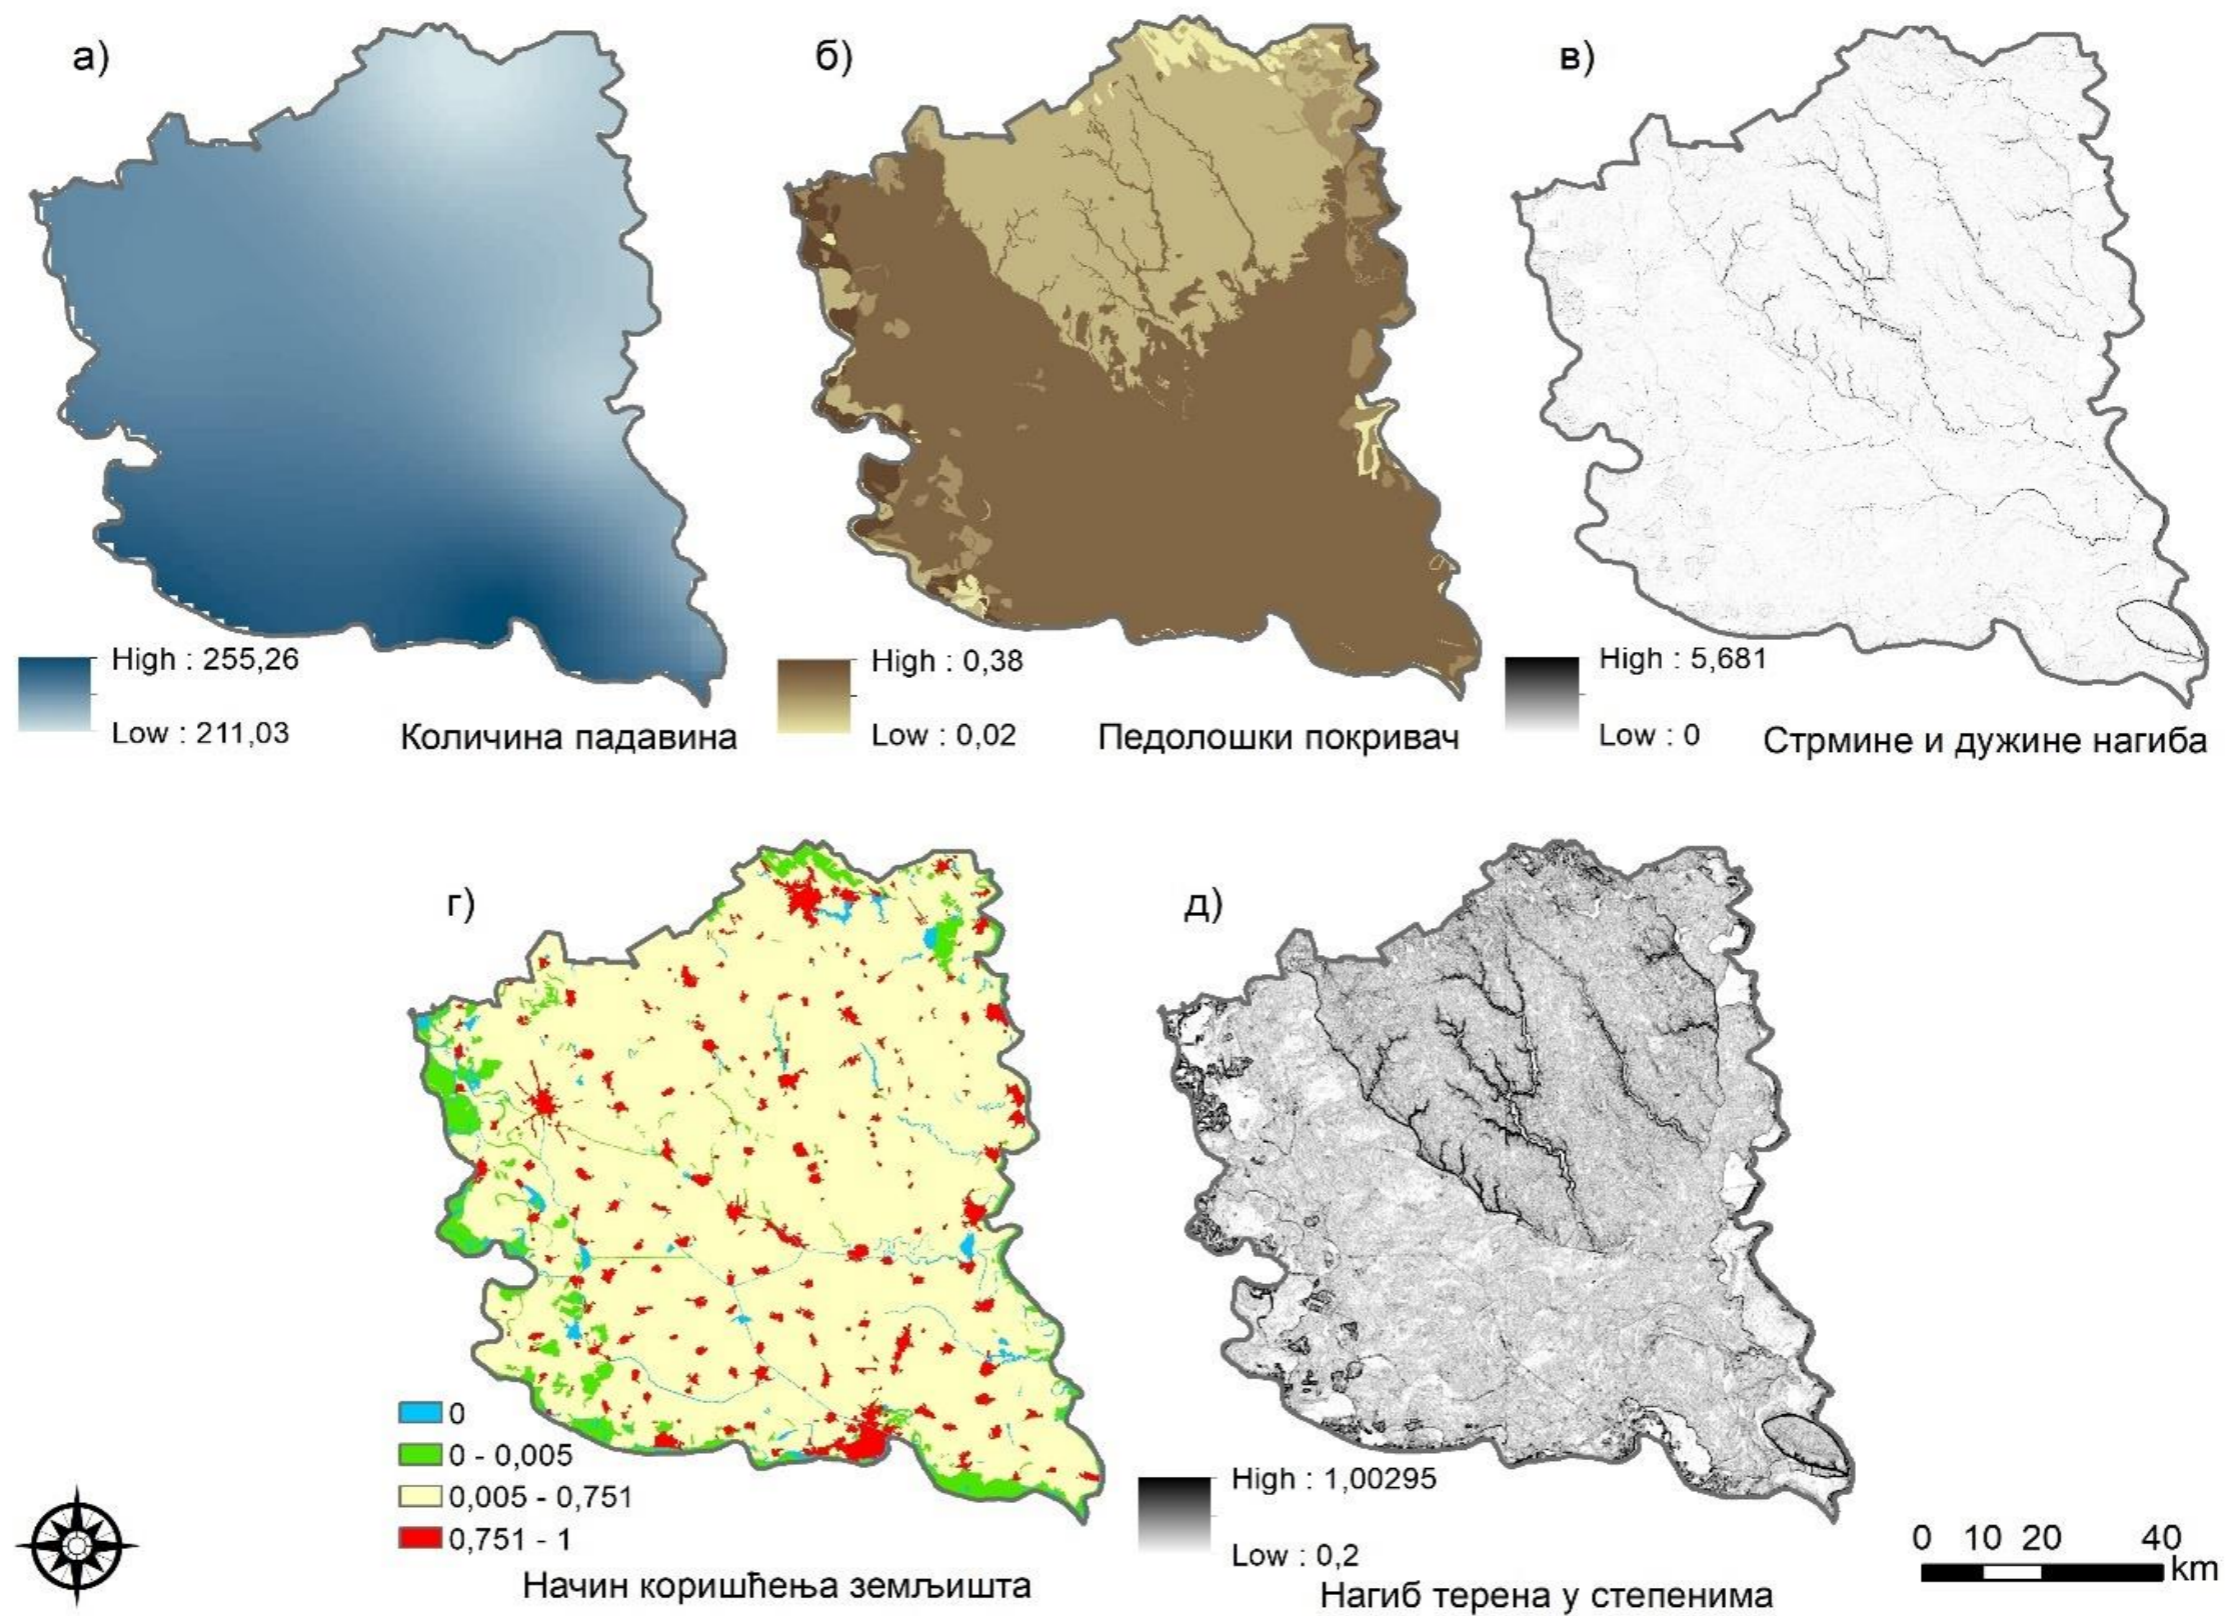 а)
High : 255,26
Low : 211,03
Количина падавина
б)
High : 0,38
Low : 0,02
Педолошки покривач
в)
High : 5,681
Low : 0
Стрмине и дужине нагиба
г)
0
0 - 0,005
0,005 - 0,751
0,751 - 1
Начин коришћења земљишта
д)
High : 1,00295
Low : 0,2
Нагиб терена у степенима
0 10 20 40
km